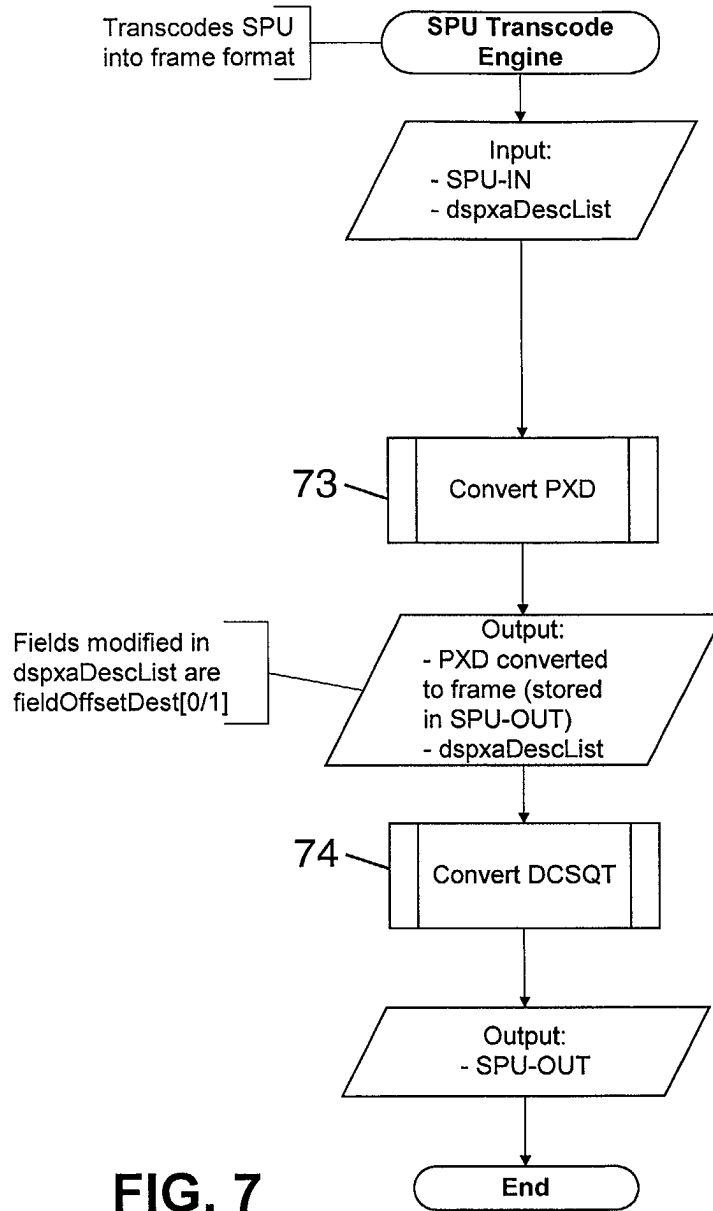 Transcodes SPU
into frame format
SPU Transcode
Engine
Input:
- SPU-IN
- dspxaDescList
73
Convert PXD
Fields modified in
dspxaDescList are
fieldOffsetDest[0/1]
Output:
- PXD converted
to frame (stored
in SPU-OUT)
- dspxaDescList
74
Convert DCSQT
Output:
- SPU-OUT
End
FIG. 7